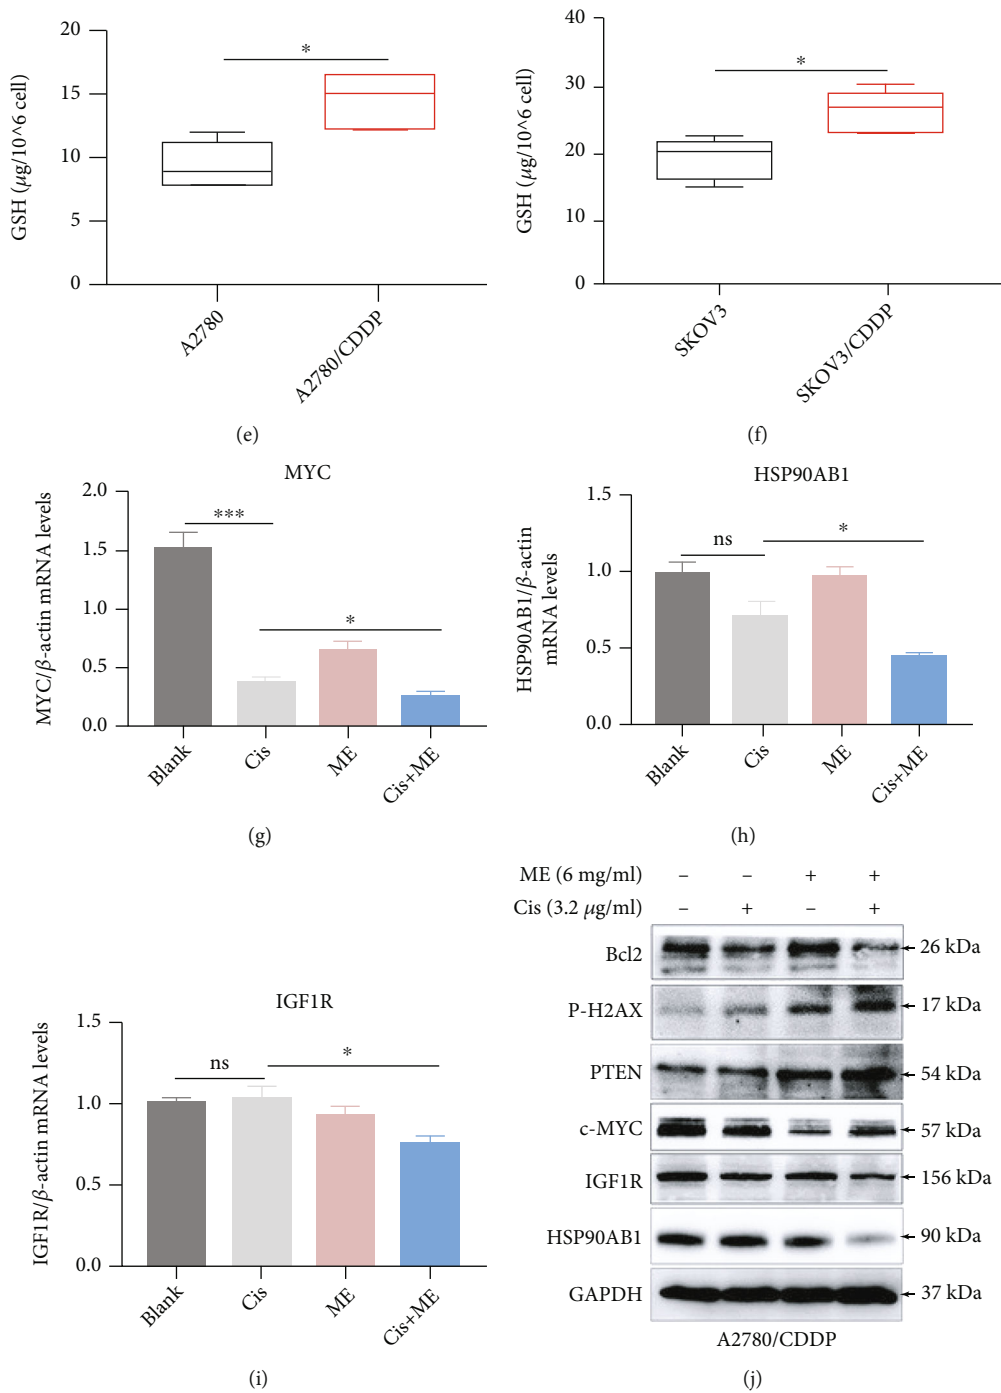 20
15
10
5
0
GSH (μg/10^6 cell)
*
A2780
A2780/CDDP
(e)
40
30
20
10
0
GSH (μg/10^6 cell)
*
SKOV3
SKOV3/CDDP
(f)
MYC
2.0
1.5
1.0
0.5
0.0
MYC/β-actin mRNA levels
***
*
Blank
Cis
ME
Cis+ME
(g)
HSP90AB1
1.5
1.0
0.5
0.0
HSP90AB1/β-actin
mRNA levels
ns
*
Blank
Cis
ME
Cis+ME
(h)
IGF1R
1.5
1.0
0.5
0.0
IGF1R/β-actin mRNA levels
ns
*
Blank
Cis
ME
Cis+ME
(i)
ME (6 mg/ml) – – + +
Cis (3.2 μg/ml) – + – +
Bcl2 26 kDa
P-H2AX 17 kDa
PTEN 54 kDa
c-MYC 57 kDa
IGF1R 156 kDa
HSP90AB1 90 kDa
GAPDH 37 kDa
A2780/CDDP
(j)